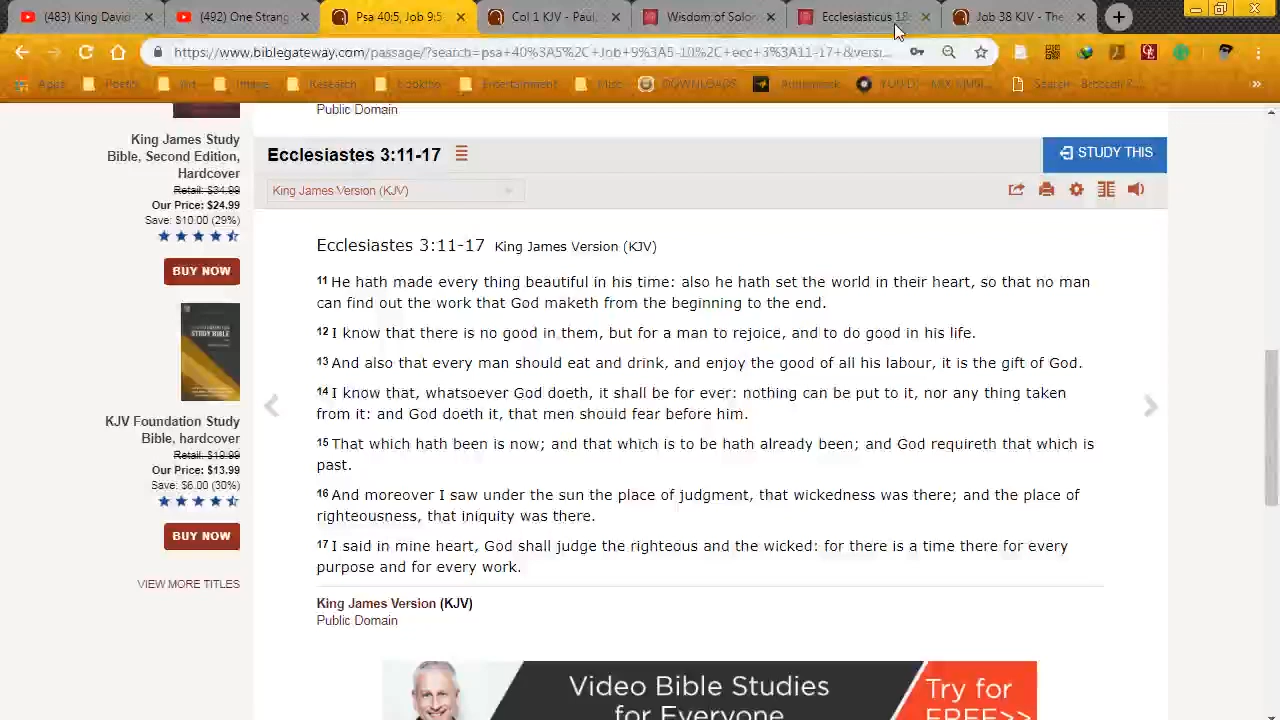 (483) King David
(492) One Strang
Psa 40:5, Job 9:5
Col 1 KJV - Paul,
Wisdom of Solom
Ecclesiasticus 18
Job 38 KJV - The
https://www.biblegateway.com/passage/?search=psa+40%3A5%2C+Job+9%3A5-10%2C+ecc+3%3A11-17+&versi...
Apps
Images
Research
Entertainment
Misc
DOWNLOADS
Public Domain
King James Study
Bible, Second Edition,
Hardcover
Retail: $34.99
Our Price: $24.99
Save: $10.00 (29%)
BUY NOW
KJV Foundation Study
Bible, hardcover
Retail: $19.99
Our Price: $13.99
Save: $6.00 (30%)
BUY NOW
VIEW MORE TITLES
Ecclesiastes 3:11-17
STUDY THIS
King James Version (KJV)
Ecclesiastes 3:11-17 King James Version (KJV)
11 He hath made every thing beautiful in his time: also he hath set the world in their heart, so that no man
can find out the work that God maketh from the beginning to the end.
12 I know that there is no good in them, but for a man to rejoice, and to do good in his life.
13 And also that every man should eat and drink, and enjoy the good of all his labour, it is the gift of God.
14 I know that, whatsoever God doeth, it shall be for ever: nothing can be put to it, nor any thing taken
from it: and God doeth it, that men should fear before him.
15 That which hath been is now; and that which is to be hath already been; and God requireth that which is
past.
16 And moreover I saw under the sun the place of judgment, that wickedness was there; and the place of
righteousness, that iniquity was there.
17 I said in mine heart, God shall judge the righteous and the wicked: for there is a time there for every
purpose and for every work.
King James Version (KJV)
Public Domain
Video Bible Studies
for Everyone
Try for
FREE>>